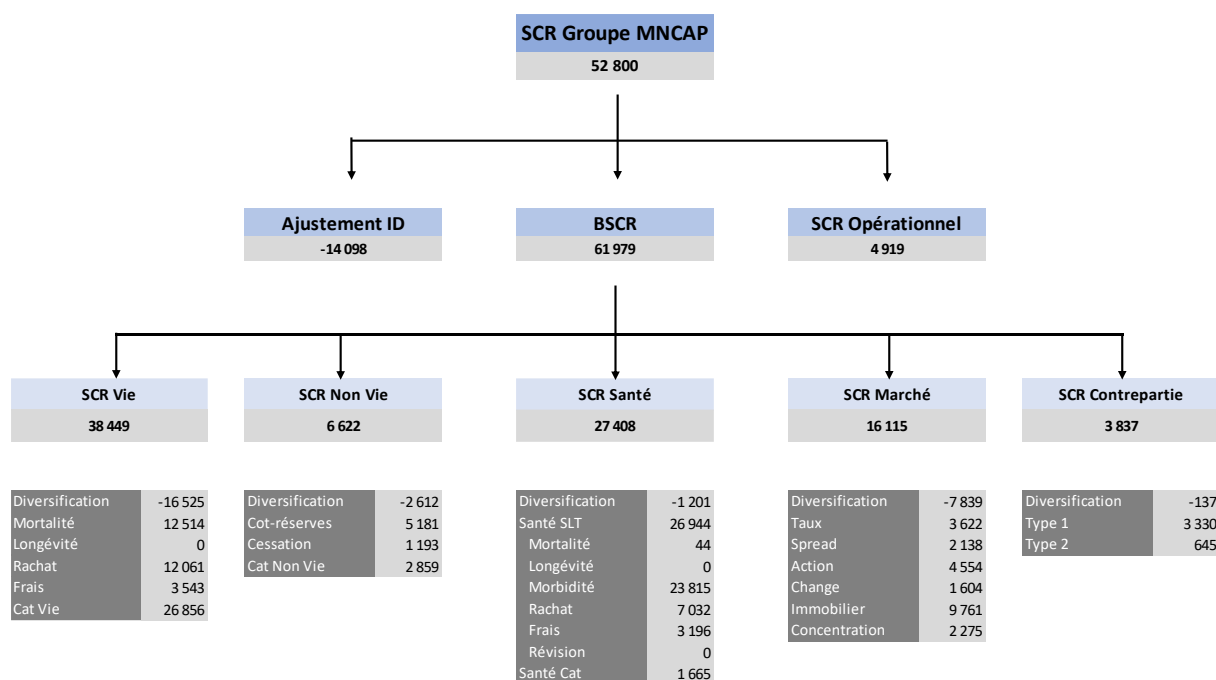 SCR Groupe MNCAP
52 800
Ajustement ID
-14 098
BSCR
61 979
SCR Opérationnel
4 919
SCR Vie
38 449
SCR Non Vie
6 622
SCR Santé
27 408
SCR Marché
16 115
SCR Contrepartie
3 837
Diversification -16 525
Mortalité 12 514
Longévité 0
Rachat 12 061
Frais 3 543
Cat Vie 26 856
Diversification -2 612
Cot-réserves 5 181
Cessation 1 193
Cat Non Vie 2 859
Diversification -1 201
Santé SLT 26 944
Mortalité 44
Longévité 0
Morbidité 23 815
Rachat 7 032
Frais 3 196
Révision 0
Santé Cat 1 665
Diversification -7 839
Taux 3 622
Spread 2 138
Action 4 554
Change 1 604
Immobilier 9 761
Concentration 2 275
Diversification -137
Type 1 3 330
Type 2 645